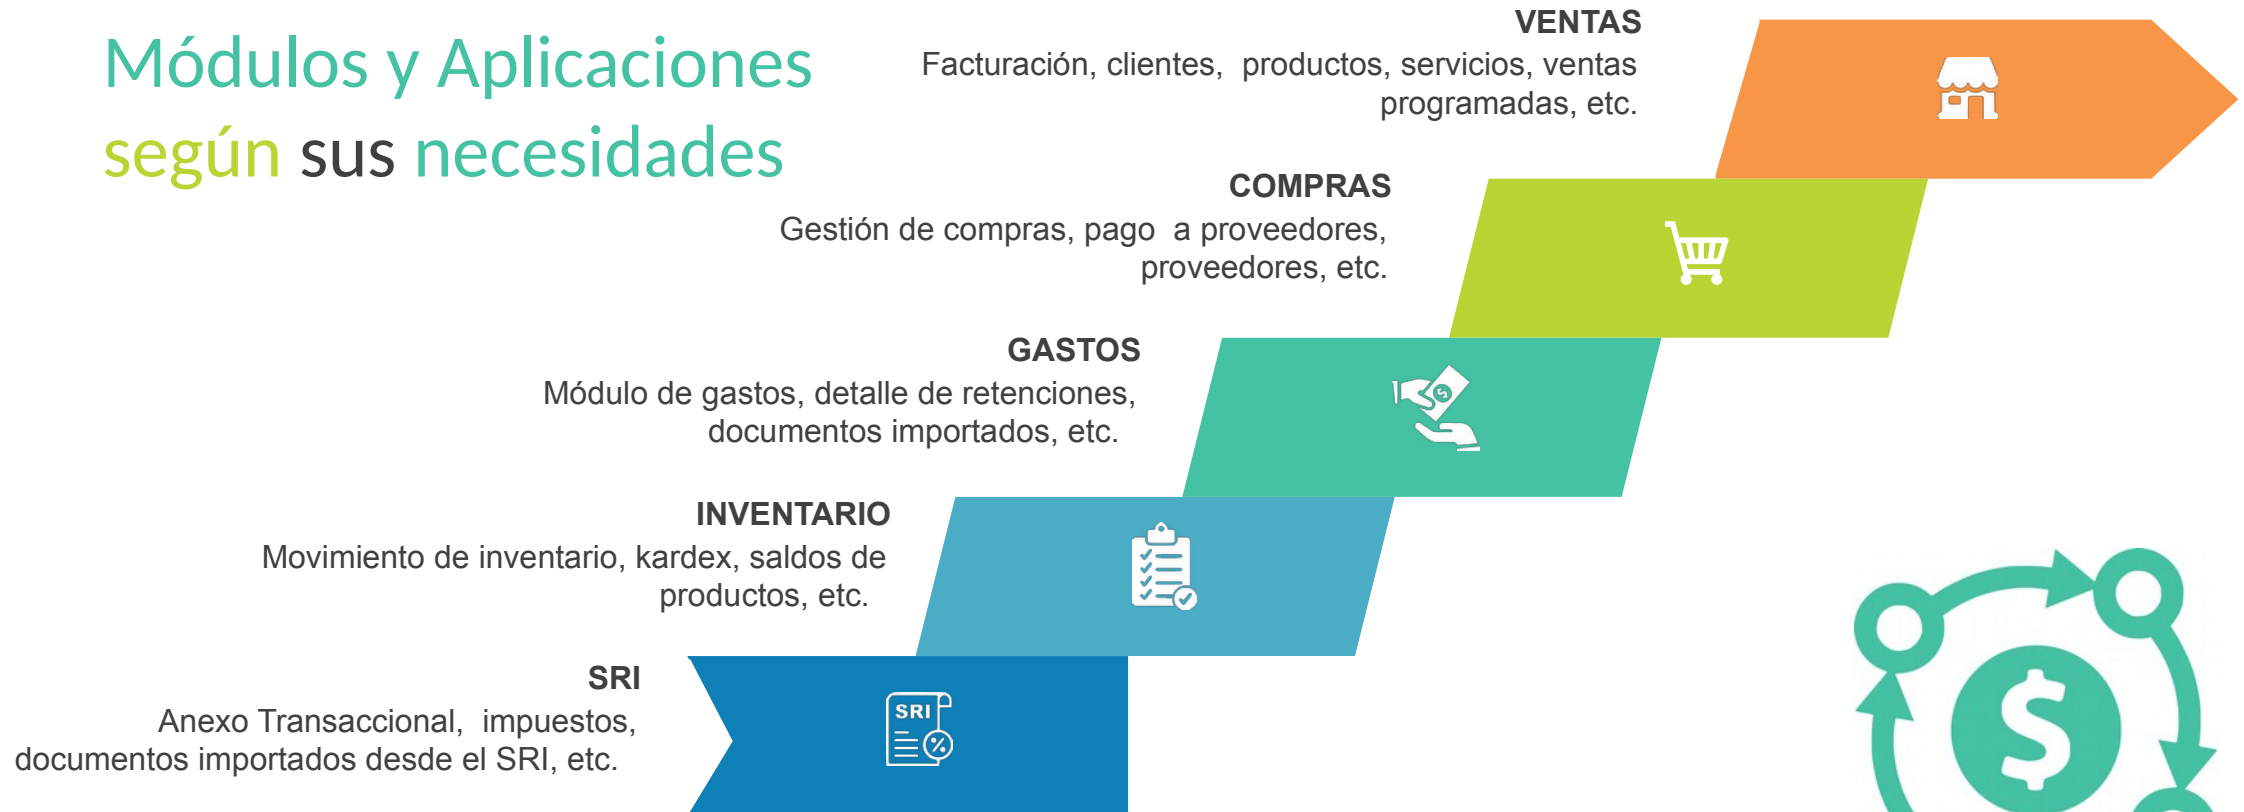 Módulos y Aplicaciones
según sus necesidades
VENTAS
Facturación, clientes, productos, servicios, ventas
programadas, etc.
COMPRAS
Gestión de compras, pago a proveedores,
proveedores, etc.
GASTOS
Módulo de gastos, detalle de retenciones,
documentos importados, etc.
INVENTARIO
Movimiento de inventario, kardex, saldos de
productos, etc.
SRI
Anexo Transaccional, impuestos,
documentos importados desde el SRI, etc.
SRI
%
$
$